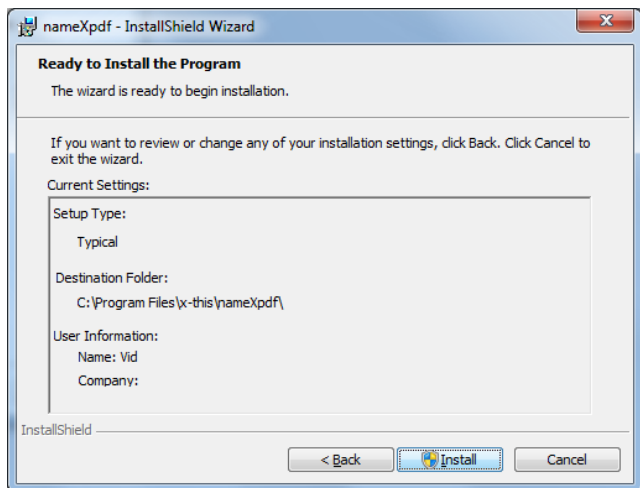 nameXpdf - InstallShield Wizard
Ready to Install the Program
The wizard is ready to begin installation.
If you want to review or change any of your installation settings, click Back. Click Cancel to
exit the wizard.
Current Settings:
Setup Type:
Typical
Destination Folder:
C:\Program Files\x-this\nameXpdf\
User Information:
Name: Vid
Company:
InstallShield
< Back
Install
Cancel